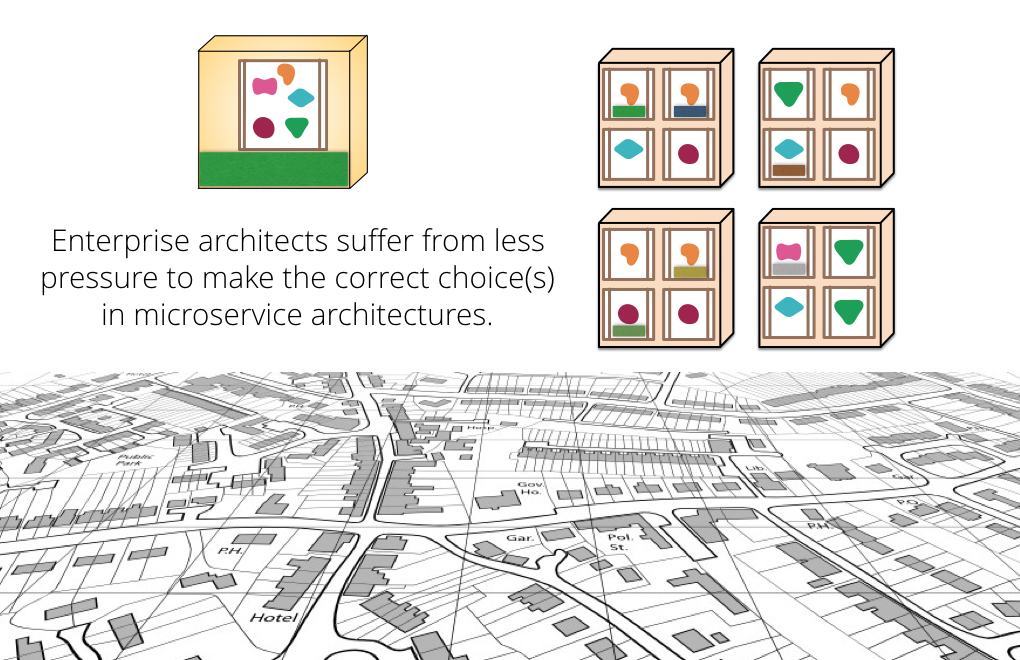 Enterprise architects suffer from less
pressure to make the correct choice(s)
in microservice architectures.
Public
Park
Gov.
Ho.
Lib.
P.O.
Gar.
Pol.
St.
P.H.
P.H.
Hotel